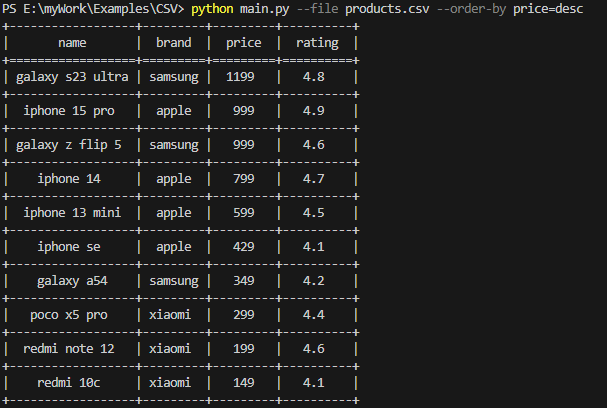 PS E:\myWork\Examples\CSV> python main.py --file products.csv --order-by price=desc
+------------------+---------+---------+----------+
|       name       |  brand  |  price  |  rating  |
+==================+=========+=========+==========+
| galaxy s23 ultra | samsung |  1199   |   4.8    |
+------------------+---------+---------+----------+
|  iphone 15 pro   |  apple  |   999   |   4.9    |
+------------------+---------+---------+----------+
| galaxy z flip 5  | samsung |   999   |   4.6    |
+------------------+---------+---------+----------+
|    iphone 14     |  apple  |   799   |   4.7    |
+------------------+---------+---------+----------+
|  iphone 13 mini  |  apple  |   599   |   4.5    |
+------------------+---------+---------+----------+
|    iphone se     |  apple  |   429   |   4.1    |
+------------------+---------+---------+----------+
|    galaxy a54    | samsung |   349   |   4.2    |
+------------------+---------+---------+----------+
|   poco x5 pro    | xiaomi  |   299   |   4.4    |
+------------------+---------+---------+----------+
|  redmi note 12   | xiaomi  |   199   |   4.6    |
+------------------+---------+---------+----------+
|    redmi 10c     | xiaomi  |   149   |   4.1    |
+------------------+---------+---------+----------+